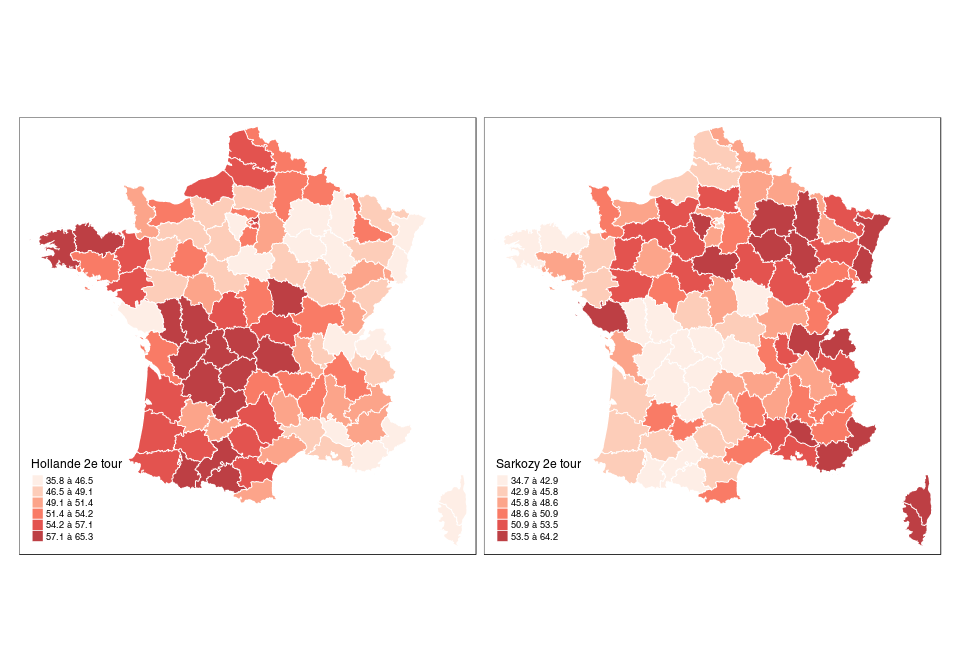 Hollande 2e tour
35.8 à 46.5
46.5 à 49.1
49.1 à 51.4
51.4 à 54.2
54.2 à 57.1
57.1 à 65.3
Sarkozy 2e tour
34.7 à 42.9
42.9 à 45.8
45.8 à 48.6
48.6 à 50.9
50.9 à 53.5
53.5 à 64.2